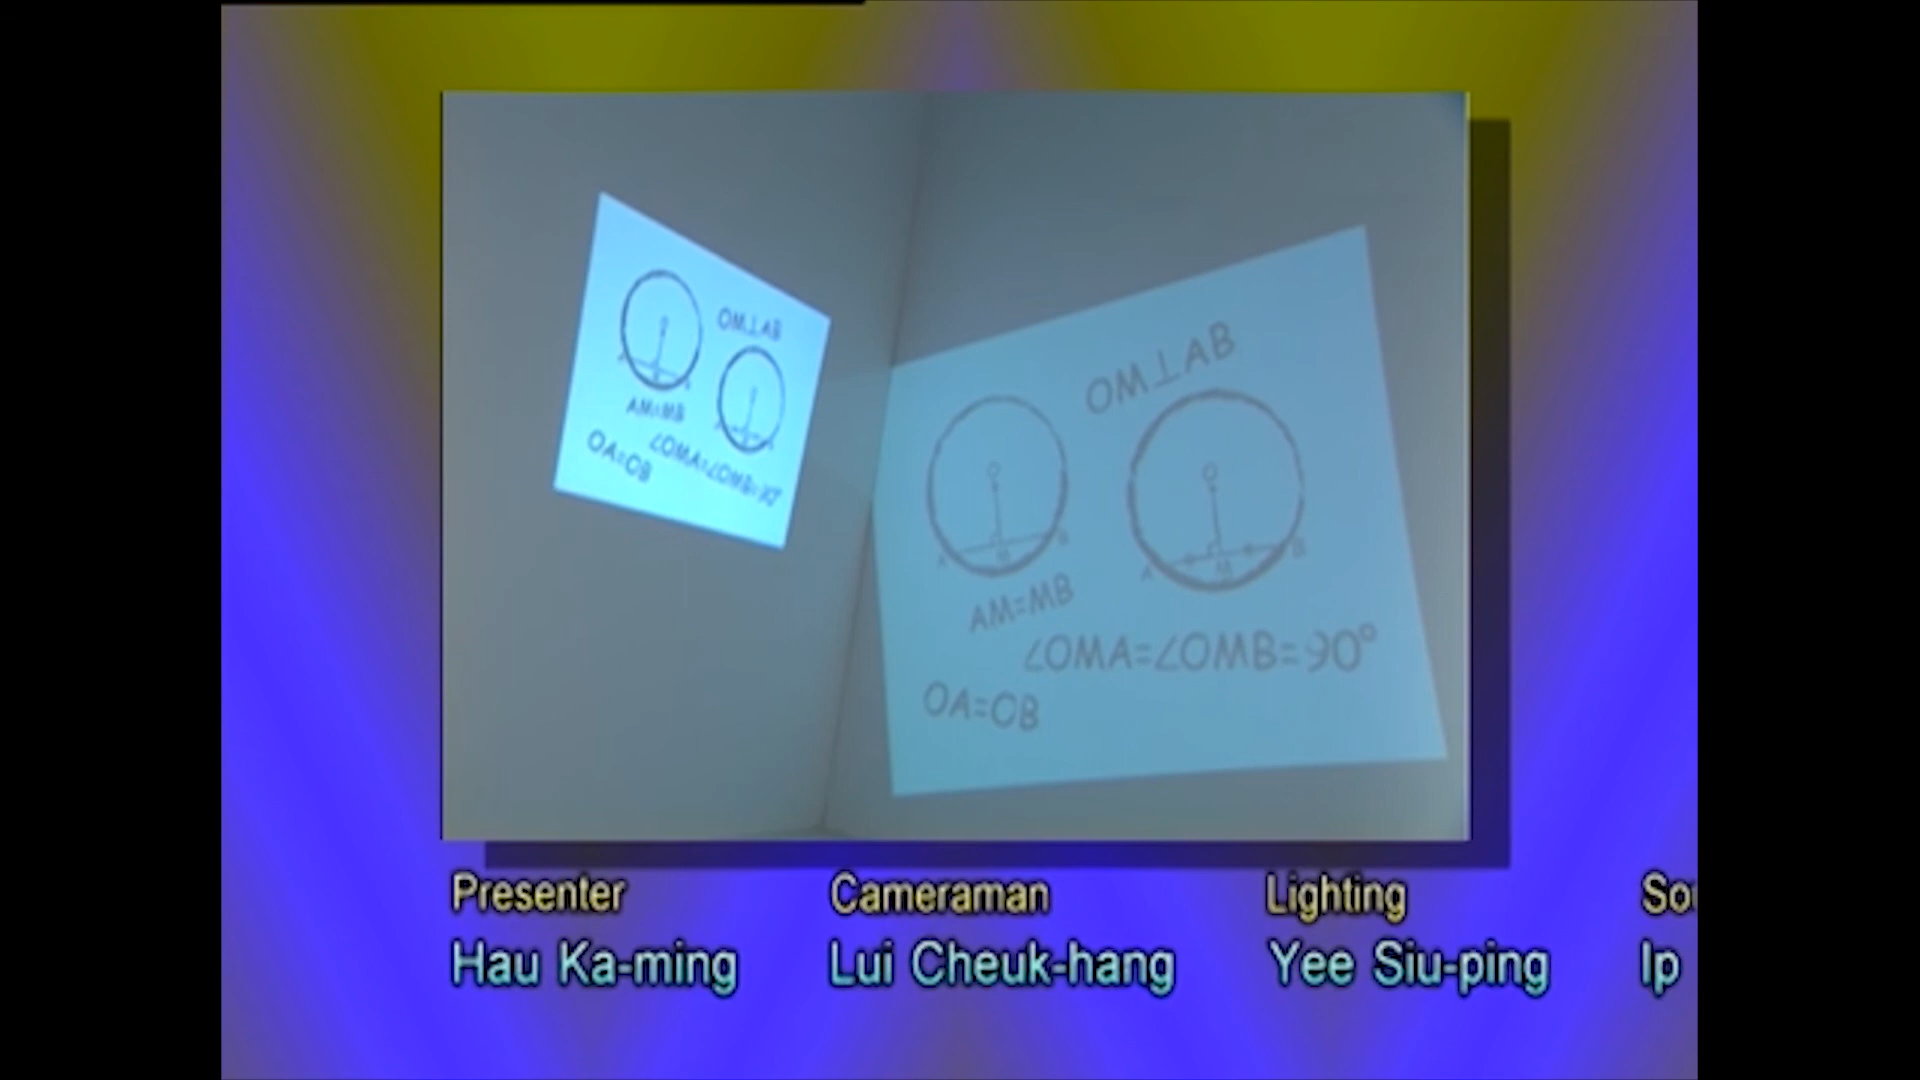 OM⊥AB
AM=MB
∠OMA=∠OMB=90°
OA=OB
OM⊥AB
O
O
A
M
B
A
M
B
AM=MB
∠OMA=∠OMB=90°
OA=OB
Presenter
Cameraman
Lighting
Hau Ka-ming
Lui Cheuk-hang
Yee Siu-ping
Ip